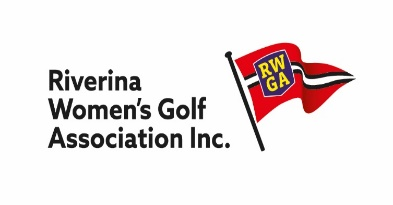 Riverina
Women's Golf
Association Inc.
RW
GA